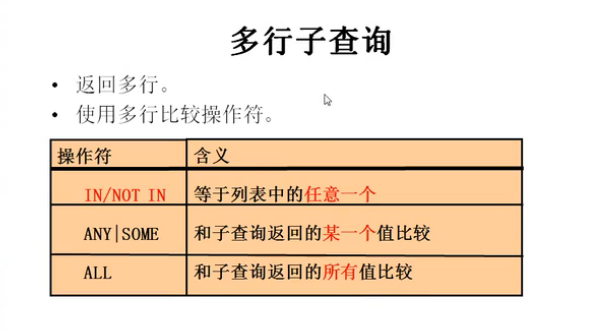 多行子查询
• 返回多行。
• 使用多行比较操作符。
操作符 含义
IN/NOT IN 等于列表中的任意一个
ANY|SOME 和子查询返回的某一个值比较
ALL 和子查询返回的所有值比较